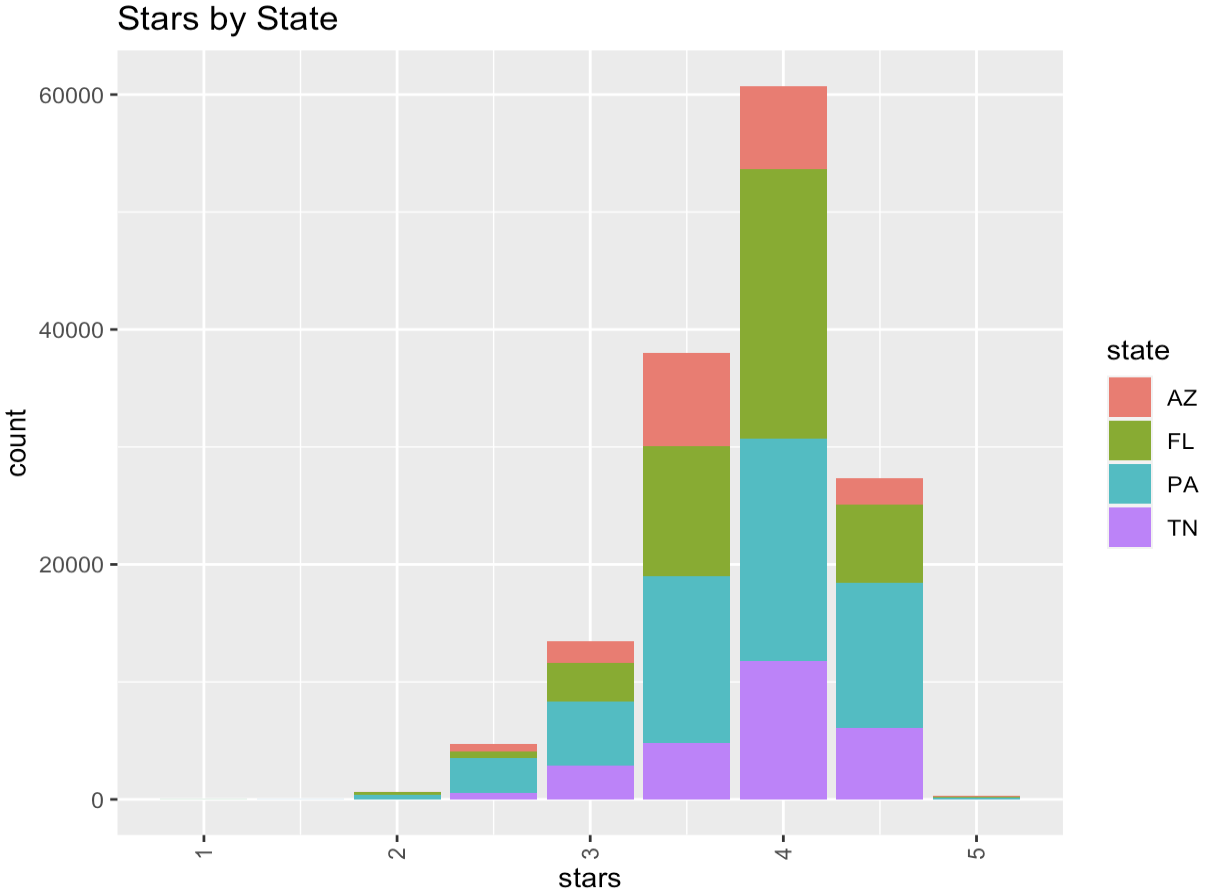 Stars by State
60000
40000
20000
0
count
1
2
3
4
5
stars
state
AZ
FL
PA
TN